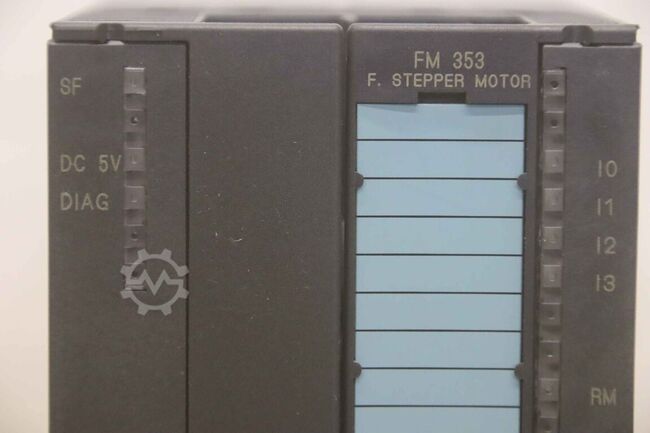 SF
DC 5V
DIAG
FM 353
F. STEPPER MOTOR
I0
I1
I2
I3
RM